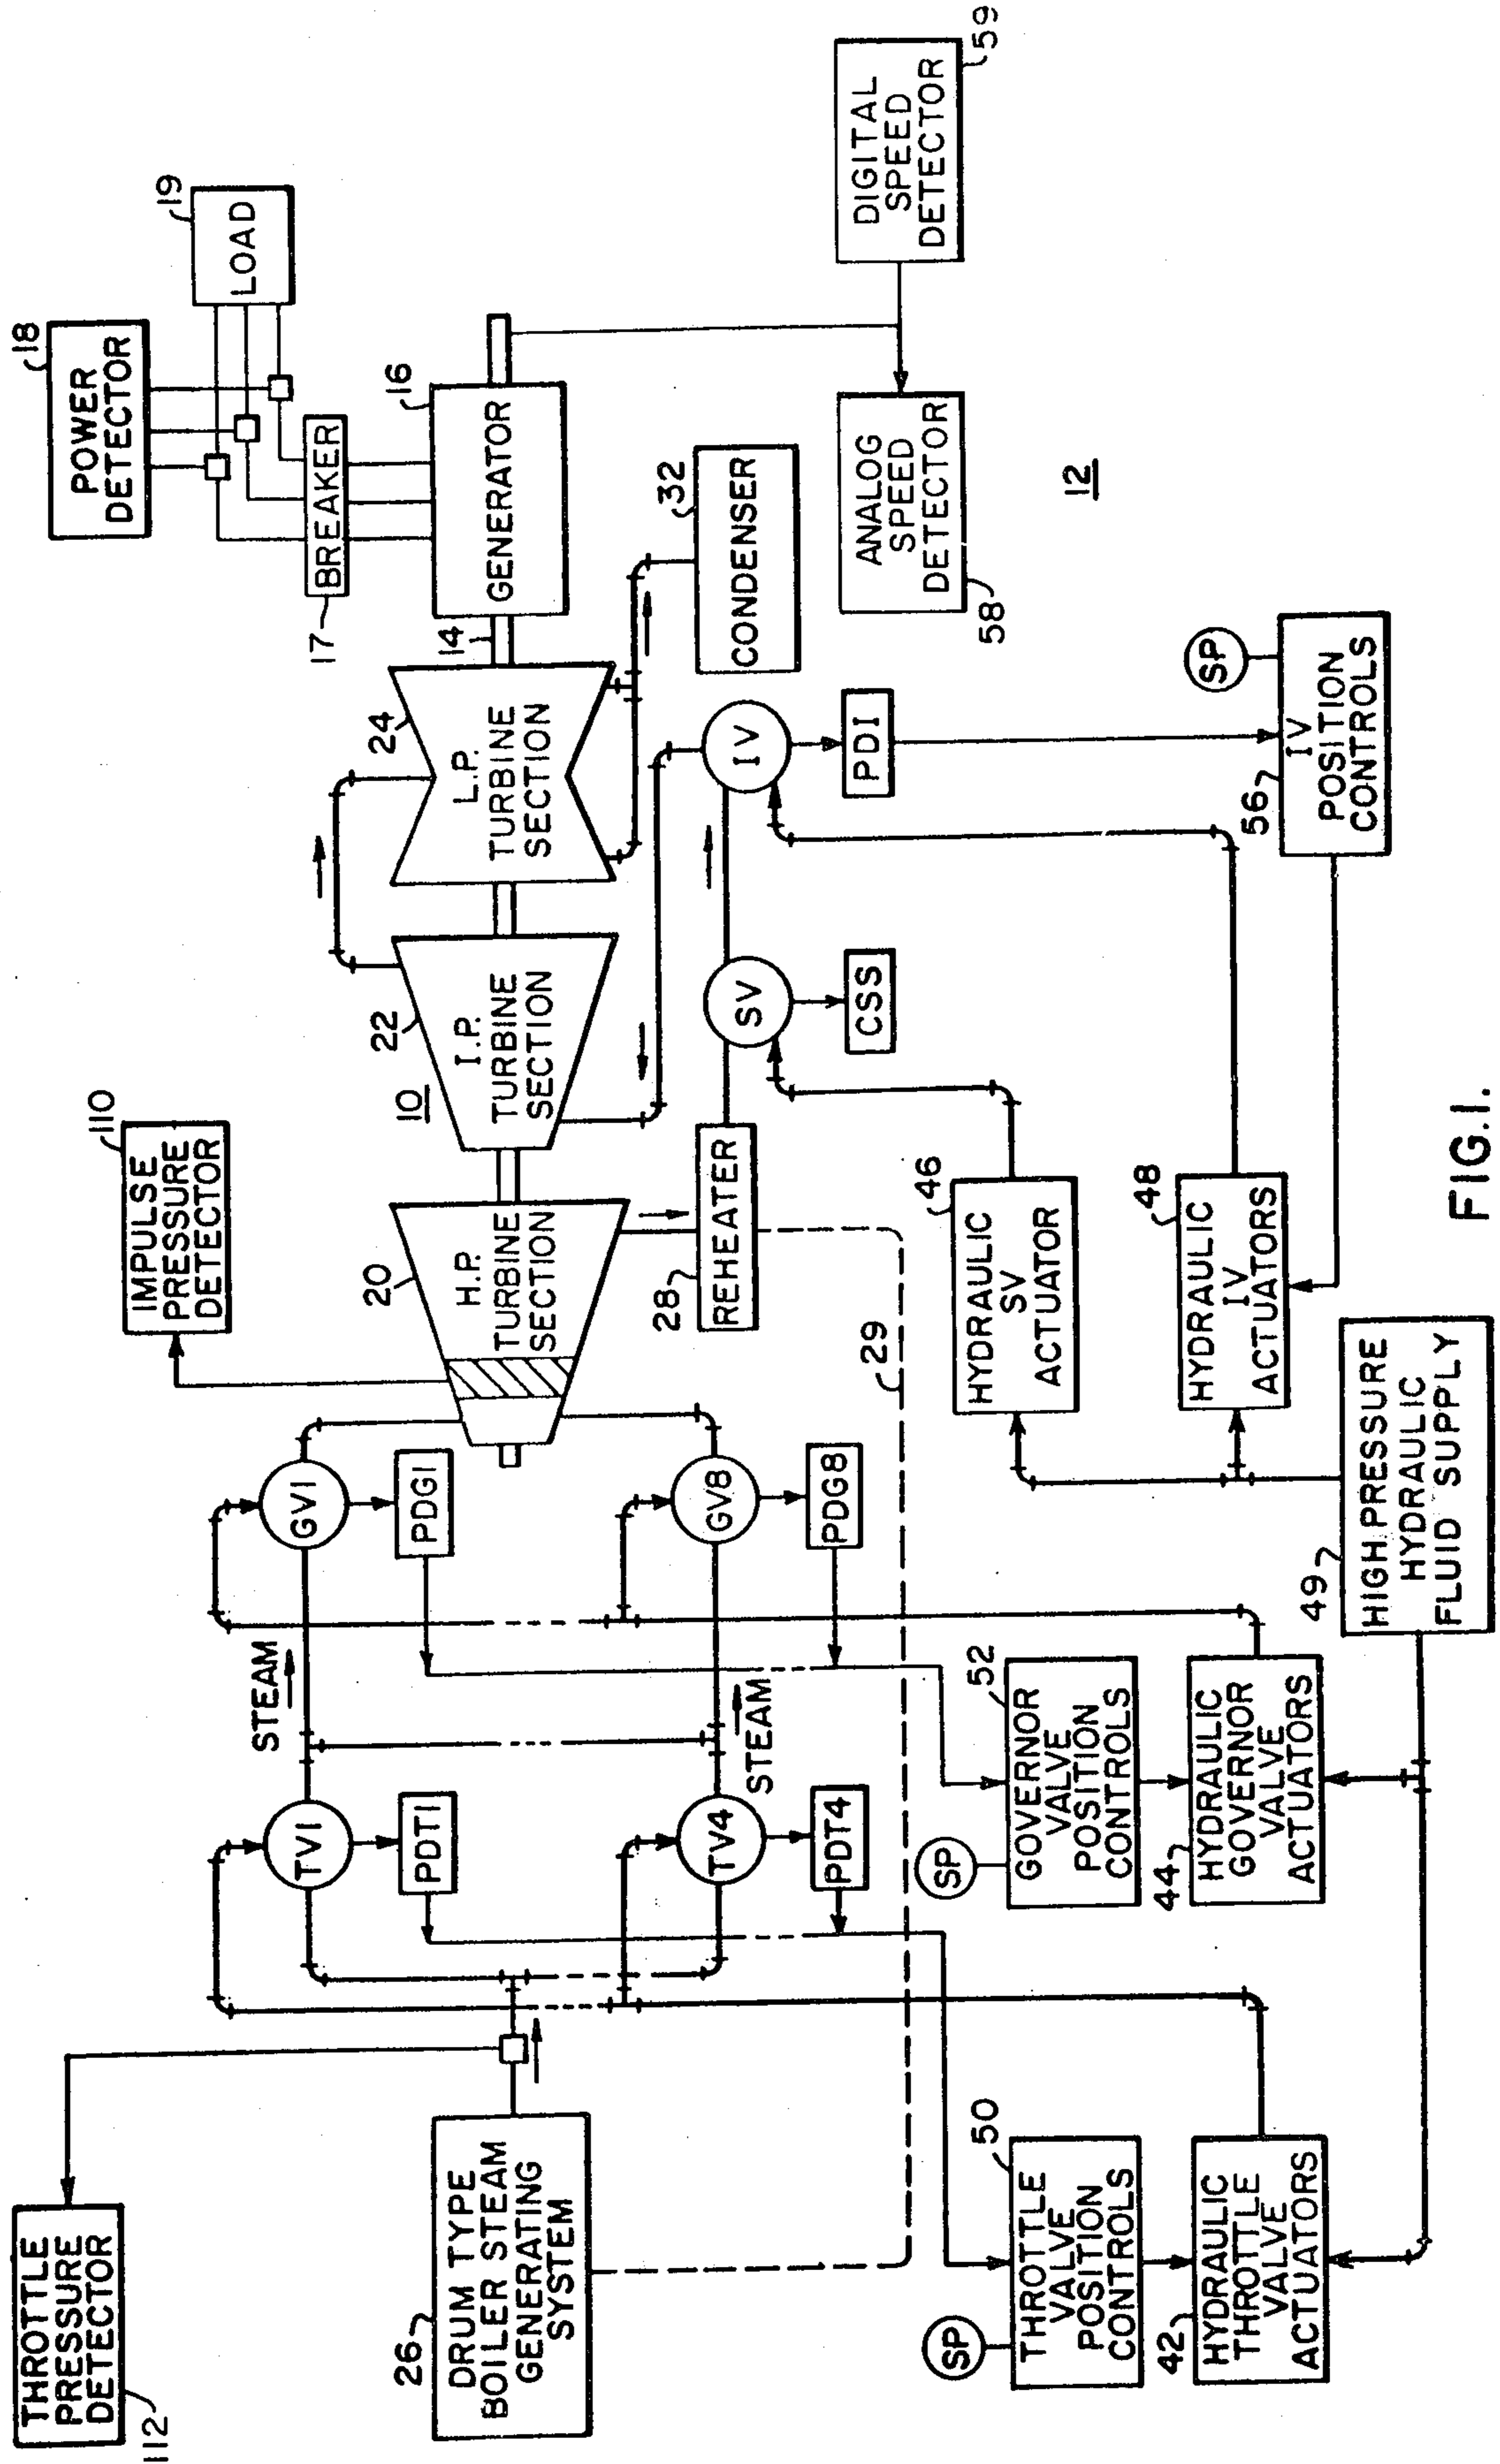 18
POWER
DETECTOR
19
LOAD
17
BREAKER
16
GENERATOR
14
24
L.P.
TURBINE
SECTION
22
I.P.
TURBINE
SECTION
10
110
IMPULSE
PRESSURE
DETECTOR
20
H.P.
TURBINE
SECTION
THROTTLE
PRESSURE
DETECTOR
112
26
DRUM TYPE
BOILER STEAM
GENERATING
SYSTEM
TV1
PDT1
STEAM
GV1
PDG1
TV4
PDT4
STEAM
GV8
PDG8
28
REHEATER
29
SV
CSS
IV
PDI
32
CONDENSER
DIGITAL
SPEED
DETECTOR
59
ANALOG
SPEED
DETECTOR
58
12
SP
50
THROTTLE
VALVE
POSITION
CONTROLS
42
HYDRAULIC
THROTTLE
VALVE
ACTUATORS
SP
52
GOVERNOR
VALVE
POSITION
CONTROLS
44
HYDRAULIC
GOVERNOR
VALVE
ACTUATORS
46
HYDRAULIC
SV
ACTUATOR
48
HYDRAULIC
IV
ACTUATORS
SP
56
IV
POSITION
CONTROLS
49
HIGH PRESSURE
HYDRAULIC
FLUID SUPPLY
FIG.1.